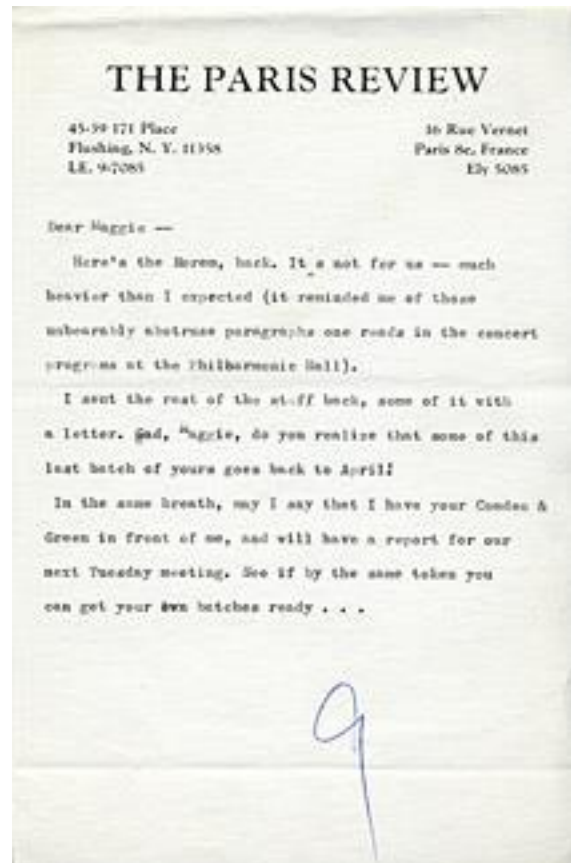 THE PARIS REVIEW
45-39 171 Place
Flushing, N. Y. 11358
LE. 9-7085
16 Rue Vernet
Paris 8e, France
Ely 5085
Dear Maggie --
Here's the Rorem, back. It s not for us -- much
heavier than I expected (it reminded me of those
unbearably abstruse paragraphs one reads in the concert
programs at the Philharmonic Hall).
I sent the rest of the stuff back, some of it with
a letter. Gad, Maggie, do you realize that some of this
last batch of yours goes back to April!
In the same breath, may I say that I have your Comden &
Green in front of me, and will have a report for our
next Tuesday meeting. See if by the same token you
can get your own batches ready . . .